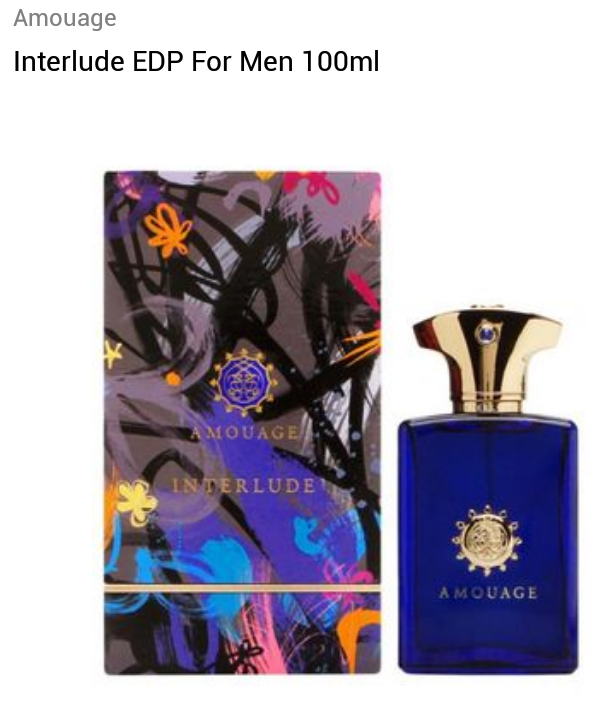 Amouage
Interlude EDP For Men 100ml
AMOUAGE
INTERLUDE
AMOUAGE